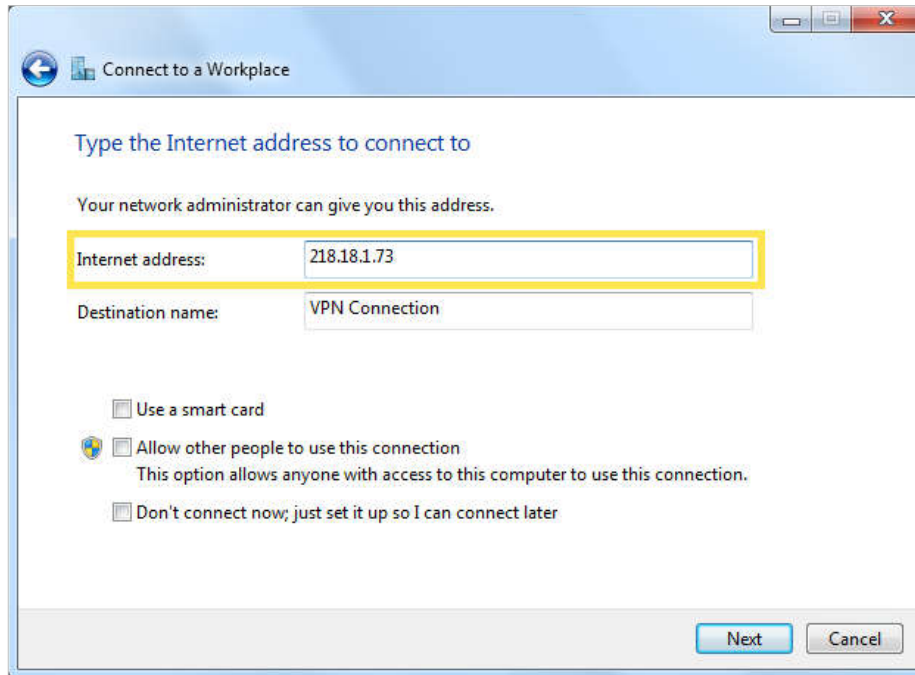 Connect to a Workplace
Type the Internet address to connect to
Your network administrator can give you this address.
Internet address: 218.18.1.73
Destination name: VPN Connection
Use a smart card
Allow other people to use this connection
This option allows anyone with access to this computer to use this connection.
Don't connect now; just set it up so I can connect later
Next Cancel